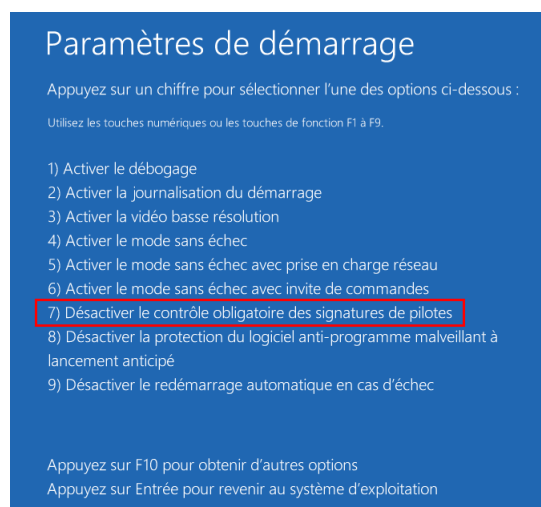 Paramètres de démarrage
Appuyez sur un chiffre pour sélectionner l'une des options ci-dessous :
Utilisez les touches numériques ou les touches de fonction F1 à F9.
1) Activer le débogage
2) Activer la journalisation du démarrage
3) Activer la vidéo basse résolution
4) Activer le mode sans échec
5) Activer le mode sans échec avec prise en charge réseau
6) Activer le mode sans échec avec invite de commandes
7) Désactiver le contrôle obligatoire des signatures de pilotes
8) Désactiver la protection du logiciel anti-programme malveillant à
lancement anticipé
9) Désactiver le redémarrage automatique en cas d'échec
Appuyez sur F10 pour obtenir d'autres options
Appuyez sur Entrée pour revenir au système d'exploitation